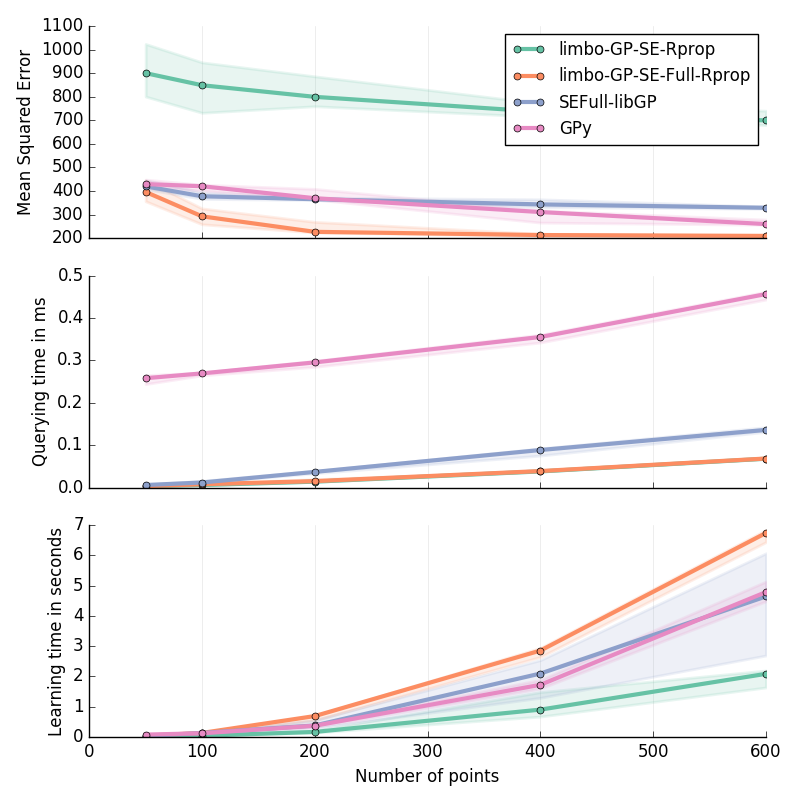 1100
1000
900
800
700
600
500
400
300
200
Mean Squared Error
limbo-GP-SE-Rprop
limbo-GP-SE-Full-Rprop
SEFull-libGP
GPy
0.5
0.4
0.3
0.2
0.1
0.0
Querying time in ms
7
6
5
4
3
2
1
0
Learning time in seconds
0 100 200 300 400 500 600
Number of points